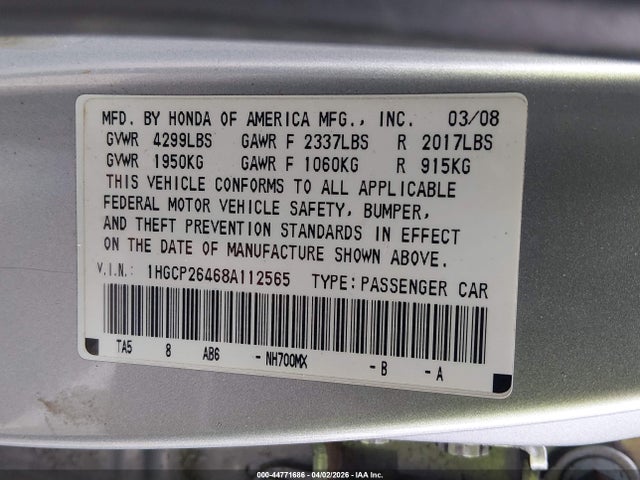 MFD. BY HONDA OF AMERICA MFG., INC. 03/08
GVWR 4299LBS GAWR F 2337LBS R 2017LBS
GVWR 1950KG GAWR F 1060KG R 915KG
THIS VEHICLE CONFORMS TO ALL APPLICABLE
FEDERAL MOTOR VEHICLE SAFETY, BUMPER,
AND THEFT PREVENTION STANDARDS IN EFFECT
ON THE DATE OF MANUFACTURE SHOWN ABOVE.
V.I.N.: 1HGCP26468A112565 TYPE: PASSENGER CAR
TA5 8 AB6 - NH700MX - B - A
000-44771686 - 04/02/2026 - IAA Inc.